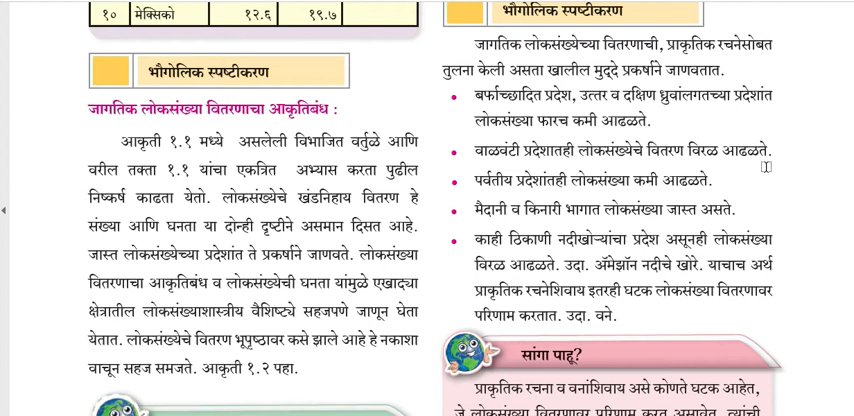 १० मेक्सिको १२.६ १९.७
भौगोलिक स्पष्टीकरण
जागतिक लोकसंख्या वितरणाचा आकृतिबंध :
आकृती १.१ मध्ये असलेली विभाजित वर्तुळे आणि
वरील तक्ता १.१ यांचा एकत्रित अभ्यास करता पुढील
निष्कर्ष काढता येतो. लोकसंख्येचे खंडनिहाय वितरण हे
संख्या आणि घनता या दोन्ही दृष्टीने असमान दिसत आहे.
जास्त लोकसंख्येच्या प्रदेशांत ते प्रकर्षाने जाणवते. लोकसंख्या
वितरणाचा आकृतिबंध व लोकसंख्येची घनता यांमुळे एखाद्या
क्षेत्रातील लोकसंख्याशास्त्रीय वैशिष्ट्ये सहजपणे जाणून घेता
येतात. लोकसंख्येचे वितरण भूपृष्ठावर कसे झाले आहे हे नकाशा
वाचून सहज समजते. आकृती १.२ पहा.
भौगोलिक स्पष्टीकरण
जागतिक लोकसंख्येच्या वितरणाची, प्राकृतिक रचनेसोबत
तुलना केली असता खालील मुद्दे प्रकर्षाने जाणवतात.
• बर्फाच्छादित प्रदेश, उत्तर व दक्षिण ध्रुवांलगतच्या प्रदेशांत
लोकसंख्या फारच कमी आढळते.
• वाळवंटी प्रदेशातही लोकसंख्येचे वितरण विरळ आढळते.
• पर्वतीय प्रदेशांतही लोकसंख्या कमी आढळते.
• मैदानी व किनारी भागात लोकसंख्या जास्त असते.
• काही ठिकाणी नदीखोऱ्यांचा प्रदेश असूनही लोकसंख्या
विरळ आढळते. उदा. ॲमेझॉन नदीचे खोरे. याचाच अर्थ
प्राकृतिक रचनेशिवाय इतरही घटक लोकसंख्या वितरणावर
परिणाम करतात. उदा. वने.
सांगा पाहू?
प्राकृतिक रचना व वनांशिवाय असे कोणते घटक आहेत,
जे लोकसंख्या वितरणावर परिणाम करत असावेत, त्यांची